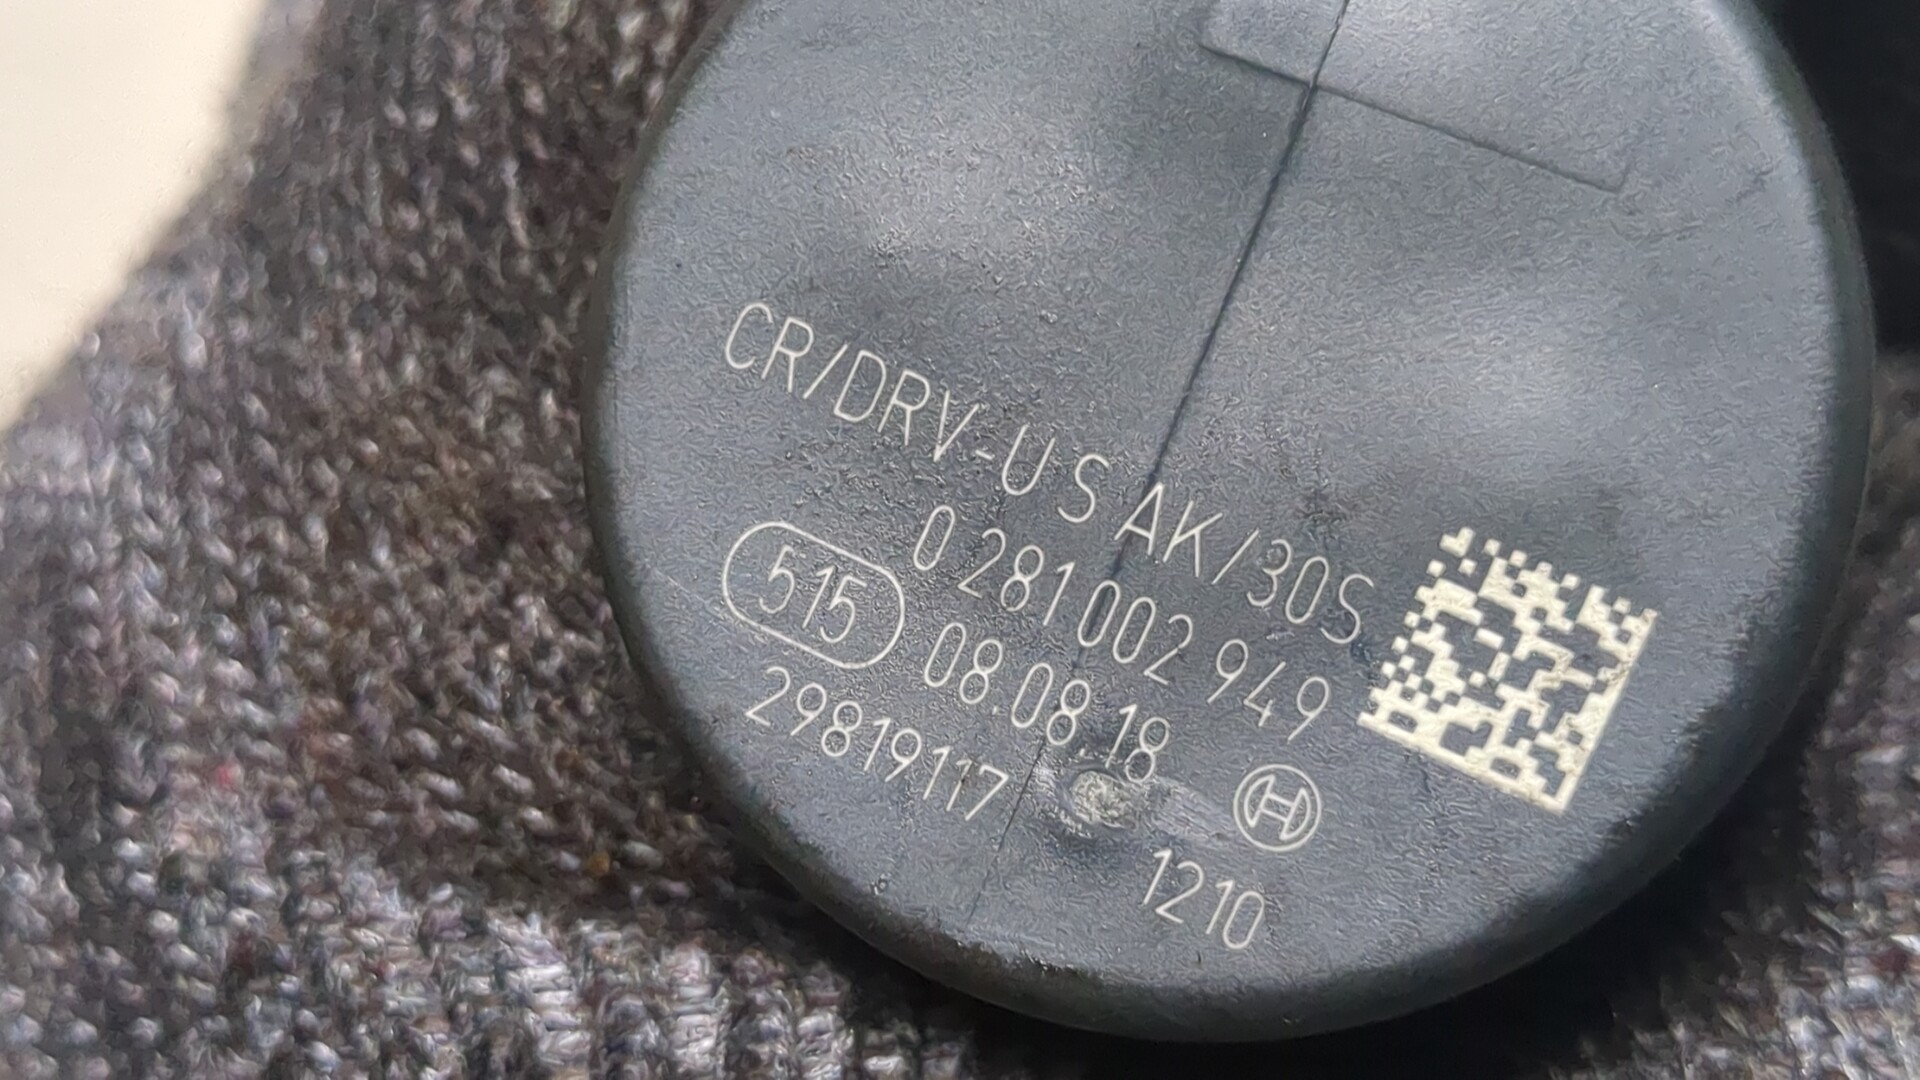 CR/DRV-U S AK/30S
0 281 002 949
515 08.08.18
29819117
1210